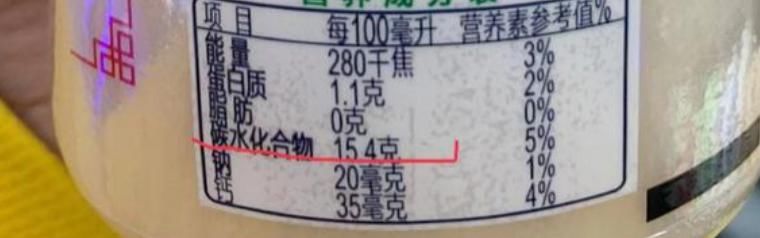 项目 每100毫升 营养素参考值%
能量 280千焦 3%
蛋白质 1.1克 2%
脂肪 0克 0%
碳水化合物 15.4克 5%
钠 20毫克 1%
钙 35毫克 4%